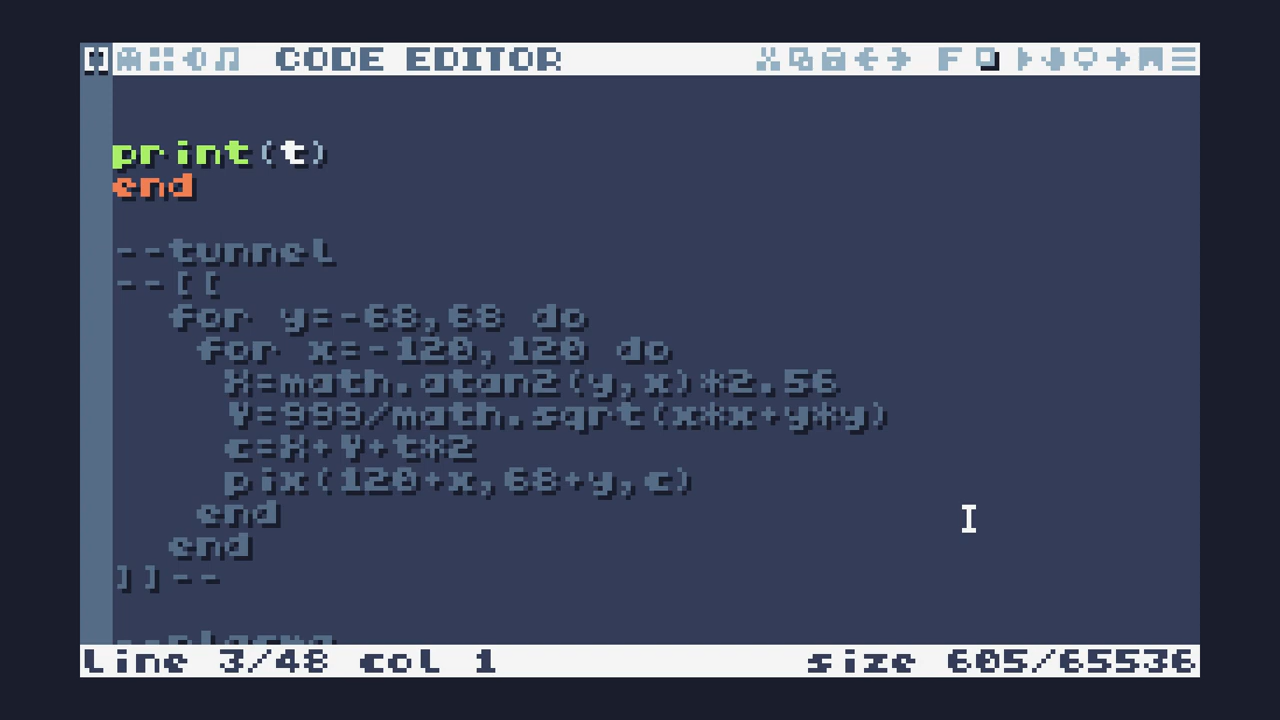 CODE EDITOR
print(t)
end
--tunnel
--[[
for y=-68,68 do
for x=-120,120 do
X=math.atan2(y,x)*2.56
Y=999/math.sqrt(x*x+y*y)
c=X+Y+t*2
pix(120+x,68+y,c)
end
end
]]--
--plasma
line 3/48 col 1
size 605/65536